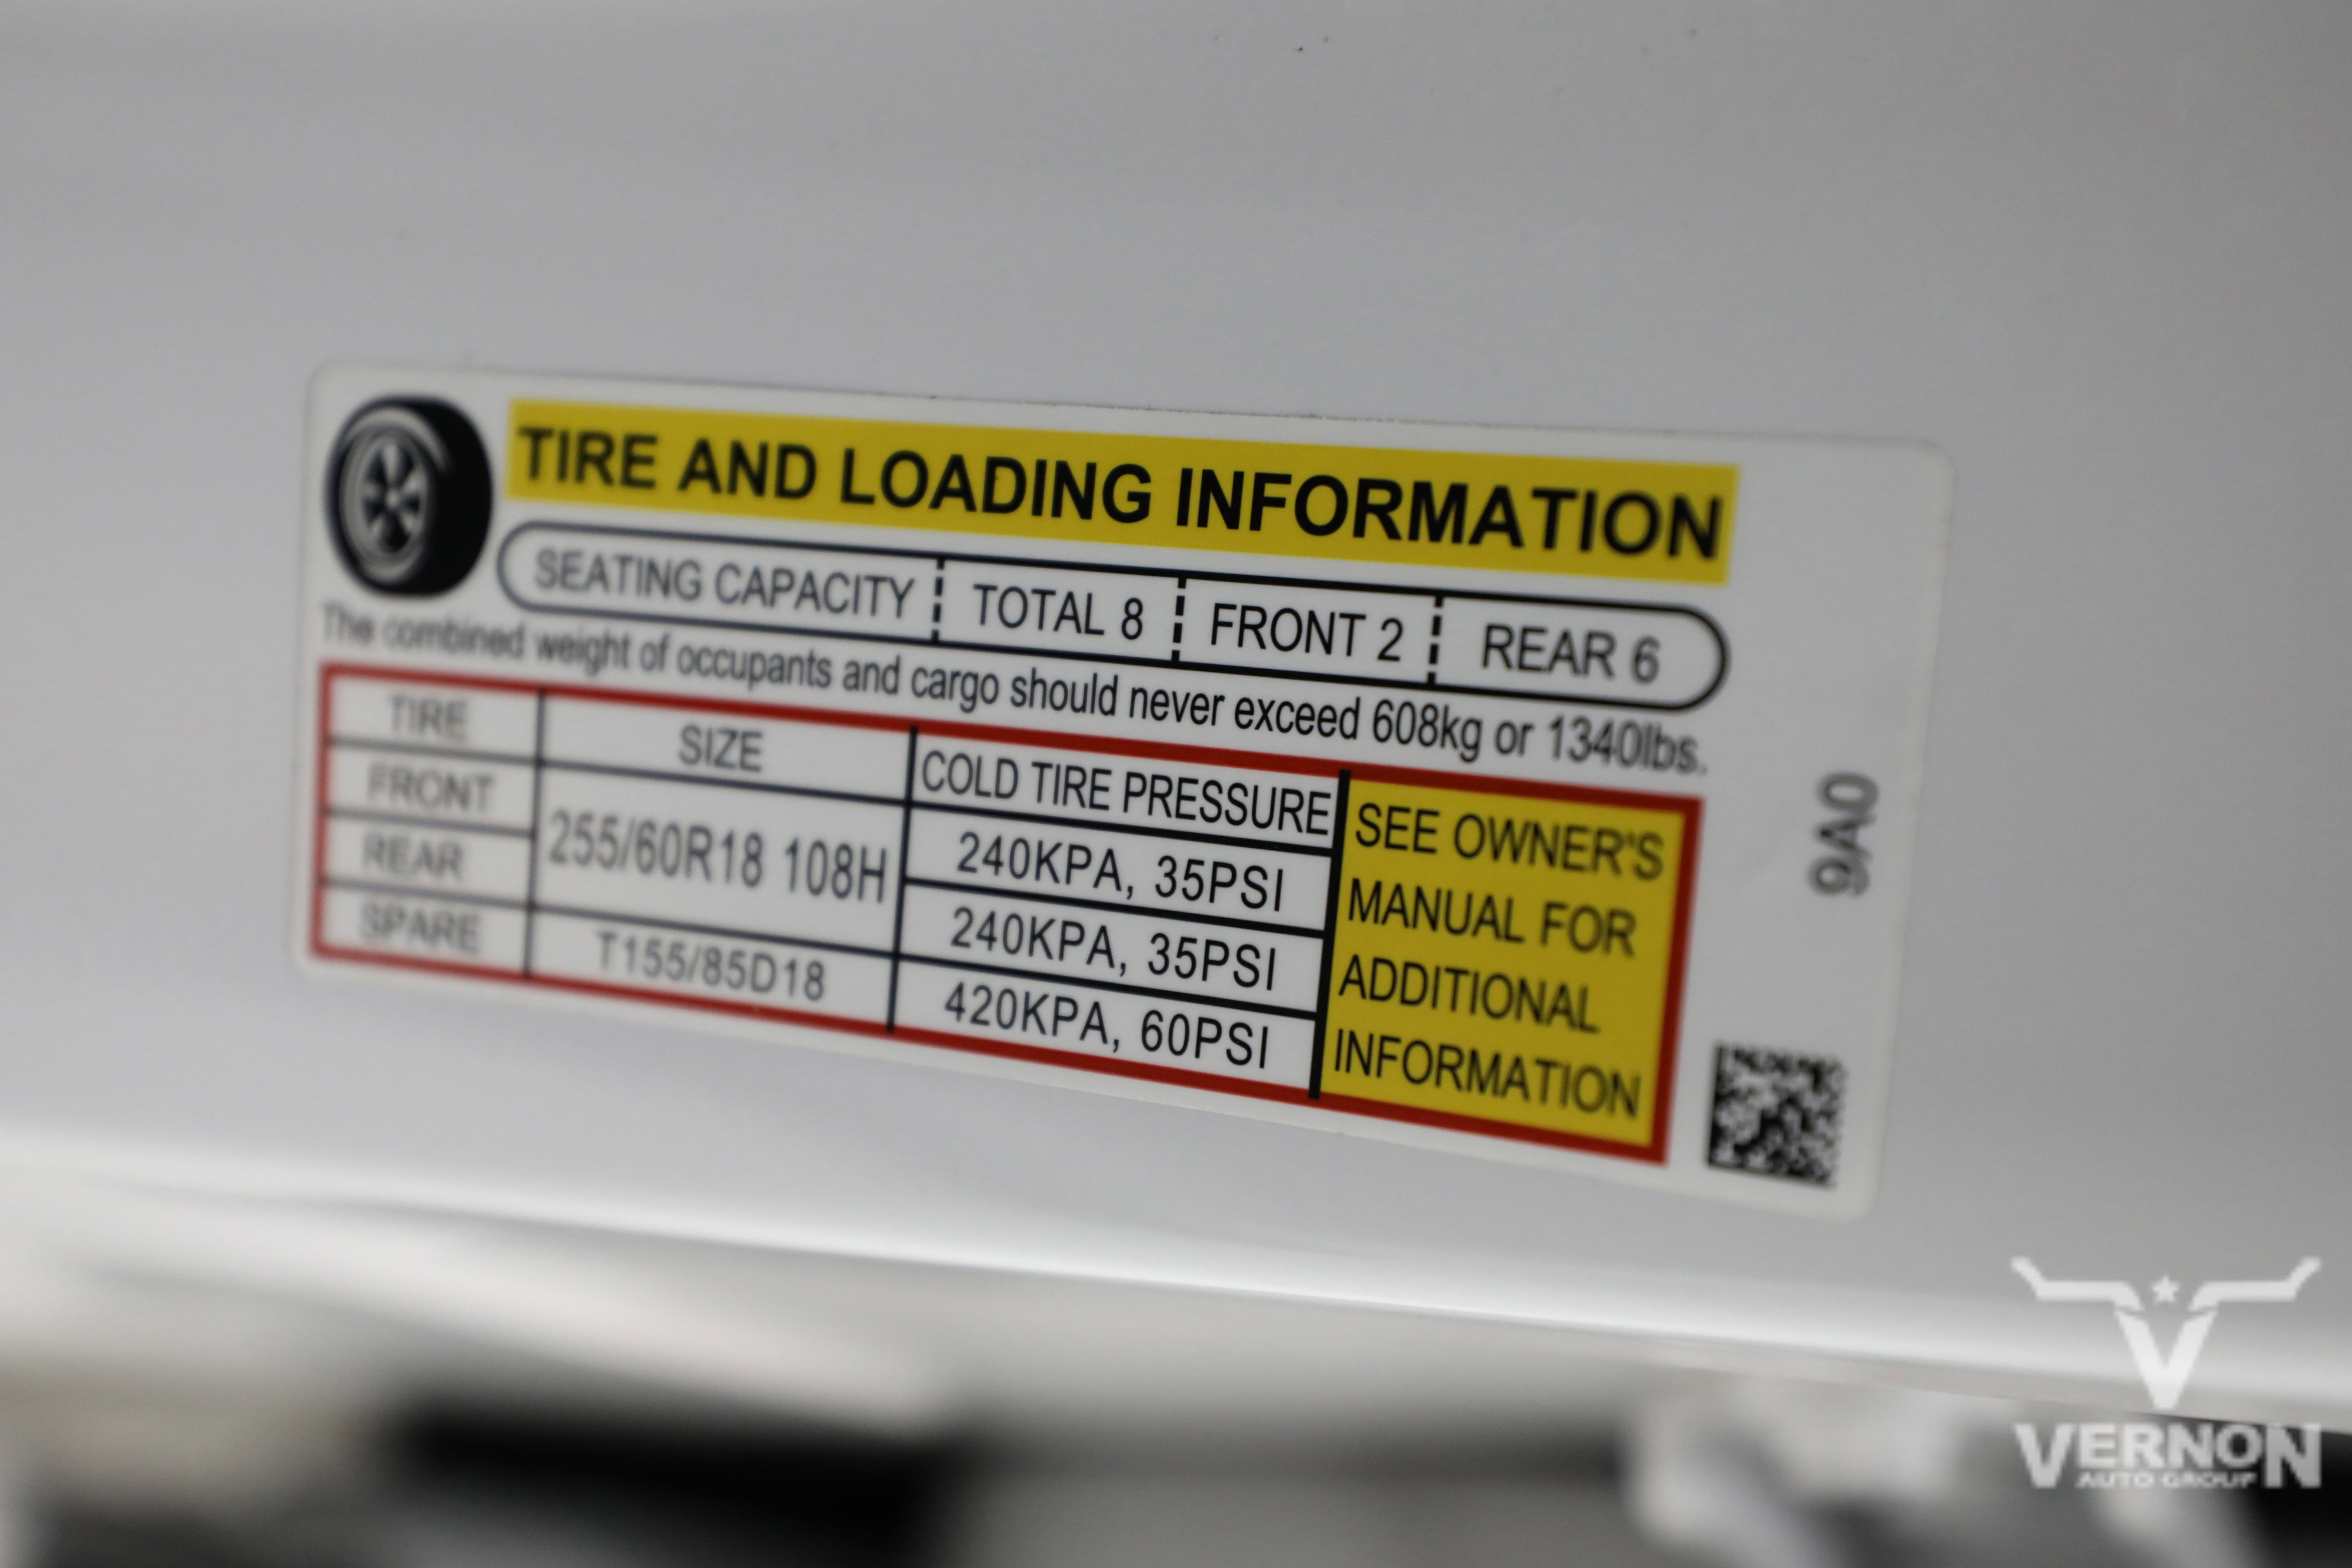 TIRE AND LOADING INFORMATION
SEATING CAPACITY TOTAL 8 FRONT 2 REAR 6
The combined weight of occupants and cargo should never exceed 608kg or 1340lbs.
TIRE SIZE COLD TIRE PRESSURE
FRONT 255/60R18 108H 240KPA, 35PSI
REAR 240KPA, 35PSI
SPARE T155/85D18 420KPA, 60PSI
SEE OWNER'S
MANUAL FOR
ADDITIONAL
INFORMATION
9A0
VERNON
AUTO GROUP